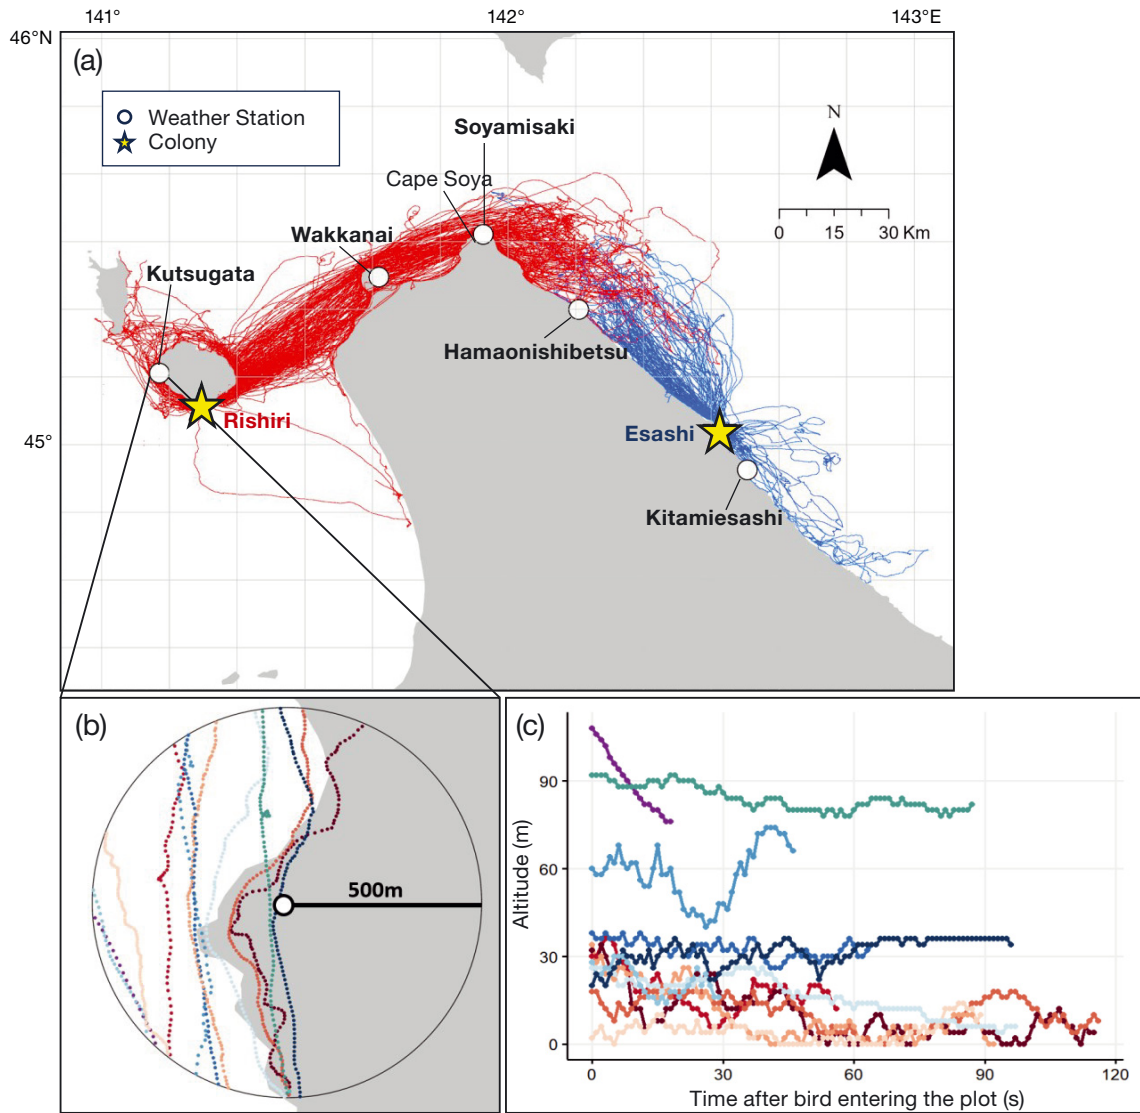 141° 142° 143°E
46°N
(a)
Weather Station
Colony
N
0 15 30 Km
Soyamisaki
Cape Soya
Wakkanai
Kutsugata
Hamaonishibetsu
Rishiri
45°
Esashi
Kitamiesashi
(b)
500m
(c)
Altitude (m)
90
60
30
0
0 30 60 90 120
Time after bird entering the plot (s)